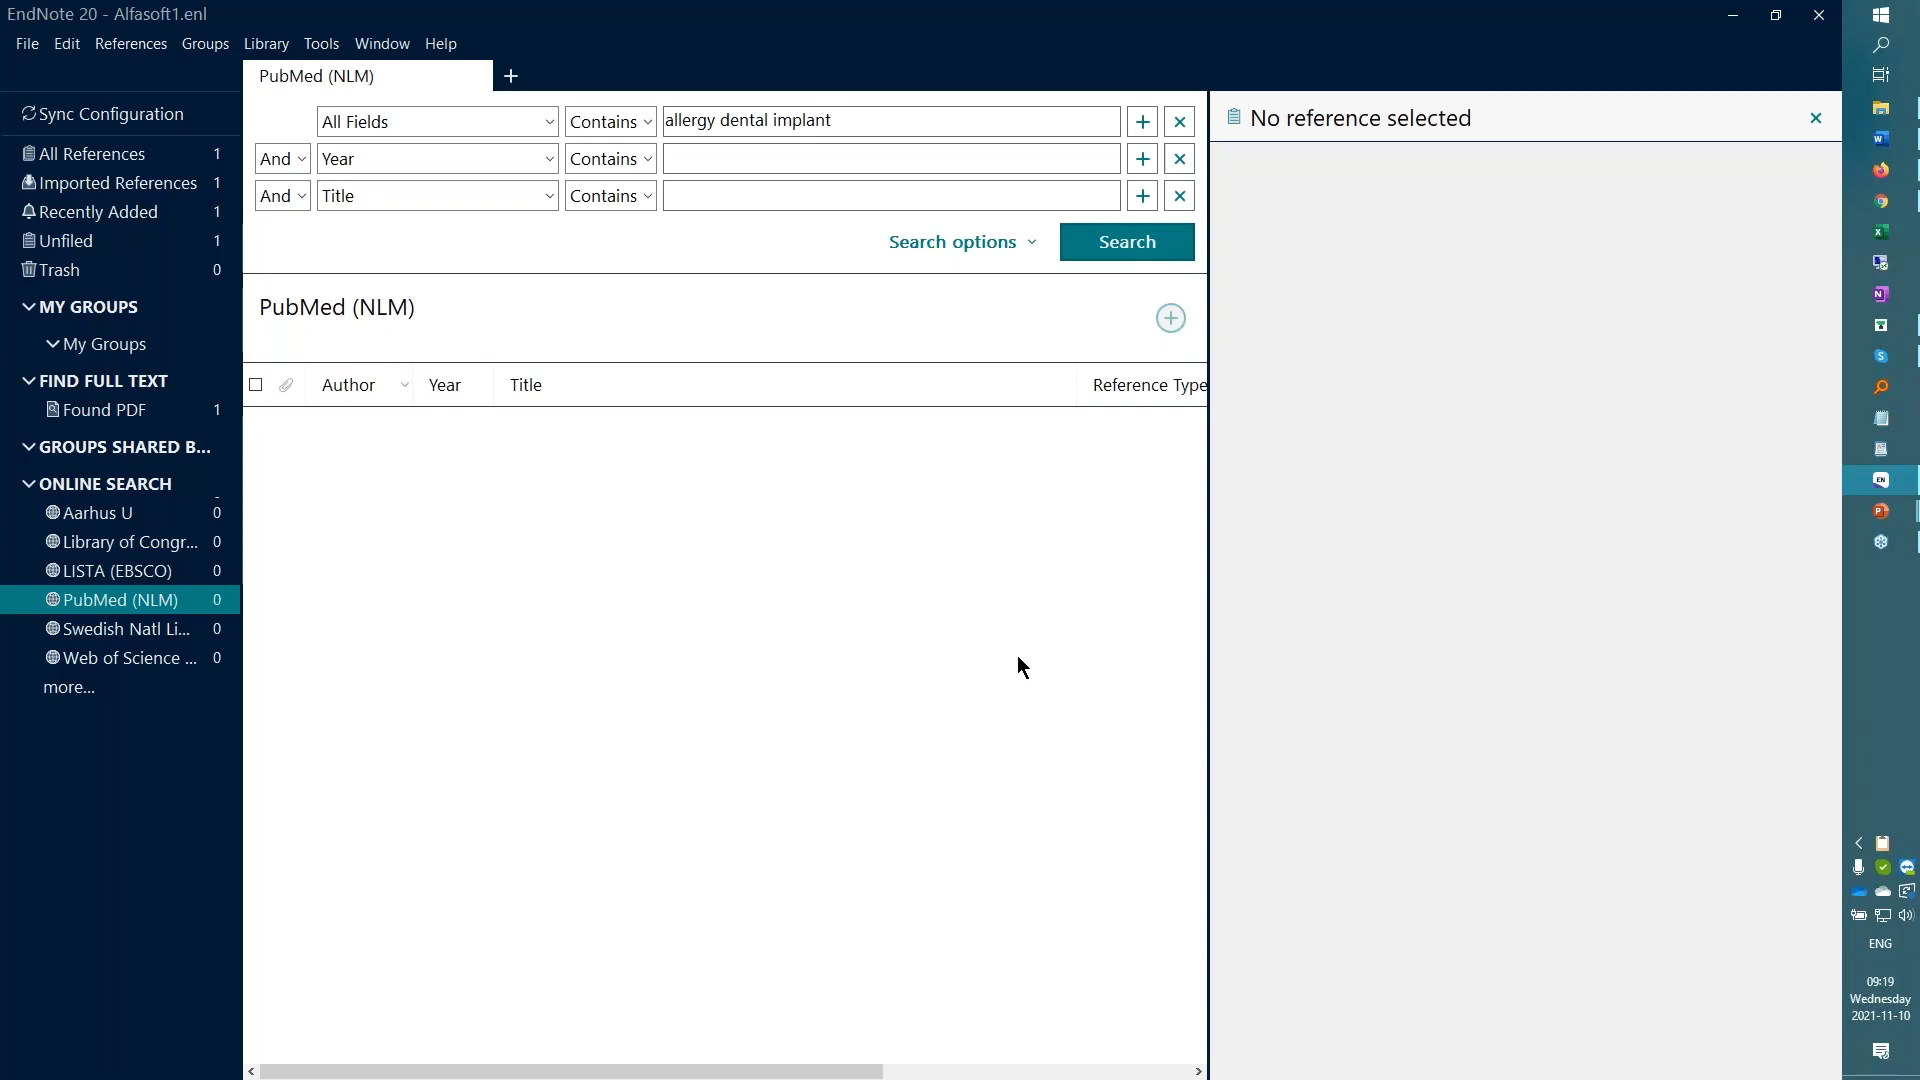 EndNote 20 - Alfasoft1.enl
File Edit References Groups Library Tools Window Help
PubMed (NLM)
Sync Configuration
All References 1
Imported References 1
Recently Added 1
Unfiled 1
Trash 0
MY GROUPS
My Groups
FIND FULL TEXT
Found PDF 1
GROUPS SHARED B...
ONLINE SEARCH
Aarhus U 0
Library of Congr... 0
LISTA (EBSCO) 0
PubMed (NLM) 0
Swedish Natl Li... 0
Web of Science ... 0
more...
All Fields Contains allergy dental implant
And Year Contains
And Title Contains
Search options Search
PubMed (NLM)
Author Year Title Reference Type
No reference selected
EN
ENG
09:19
Wednesday
2021-11-10